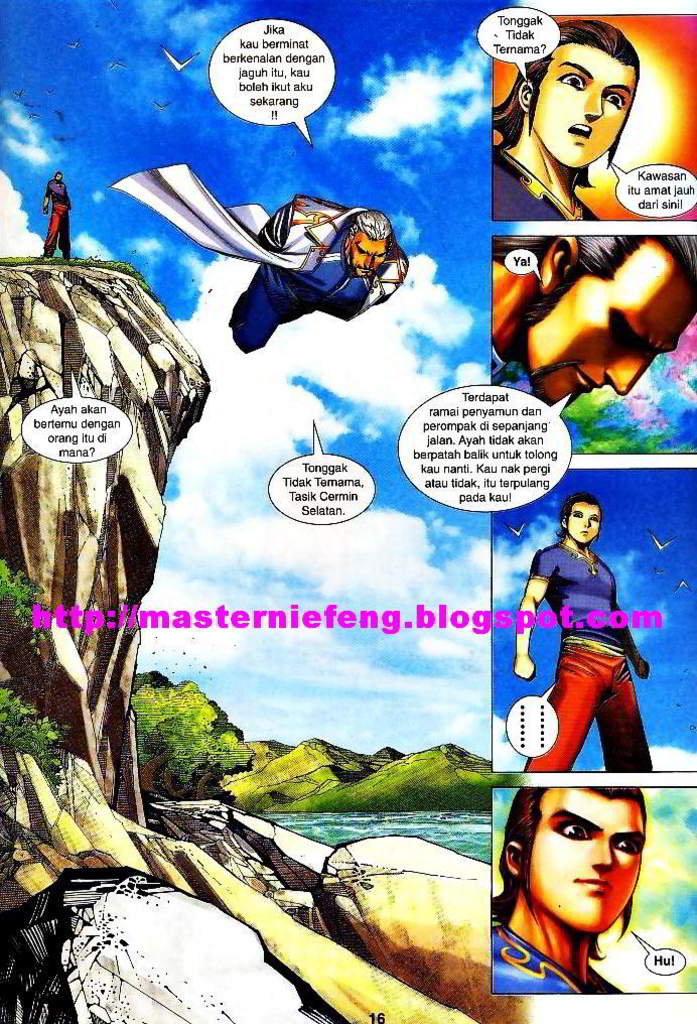 Jika
kau berminat
berkenalan dengan
jaguh itu, kau
boleh ikut aku
sekarang
!!
Ayah akan
bertemu dengan
orang itu di
mana?
Tonggak
Tidak Ternama,
Tasik Cermin
Selatan.
Tonggak
Tidak
Ternama?
Kawasan
itu amat jauh
dari sini!
Ya!
Terdapat
ramai penyamun dan
perompak di sepanjang
jalan. Ayah tidak akan
berpatah balik untuk tolong
kau nanti. Kau nak pergi
atau tidak, itu terpulang
pada kau!
http://masterniefeng.blogspot.com
Hu!
16